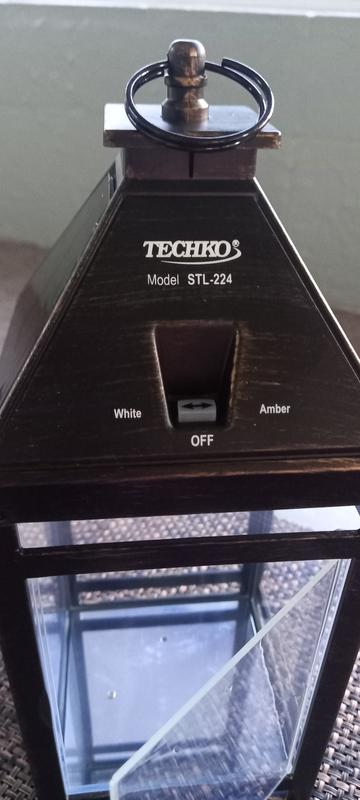 TECHKO®
Model STL-224
White
Amber
OFF